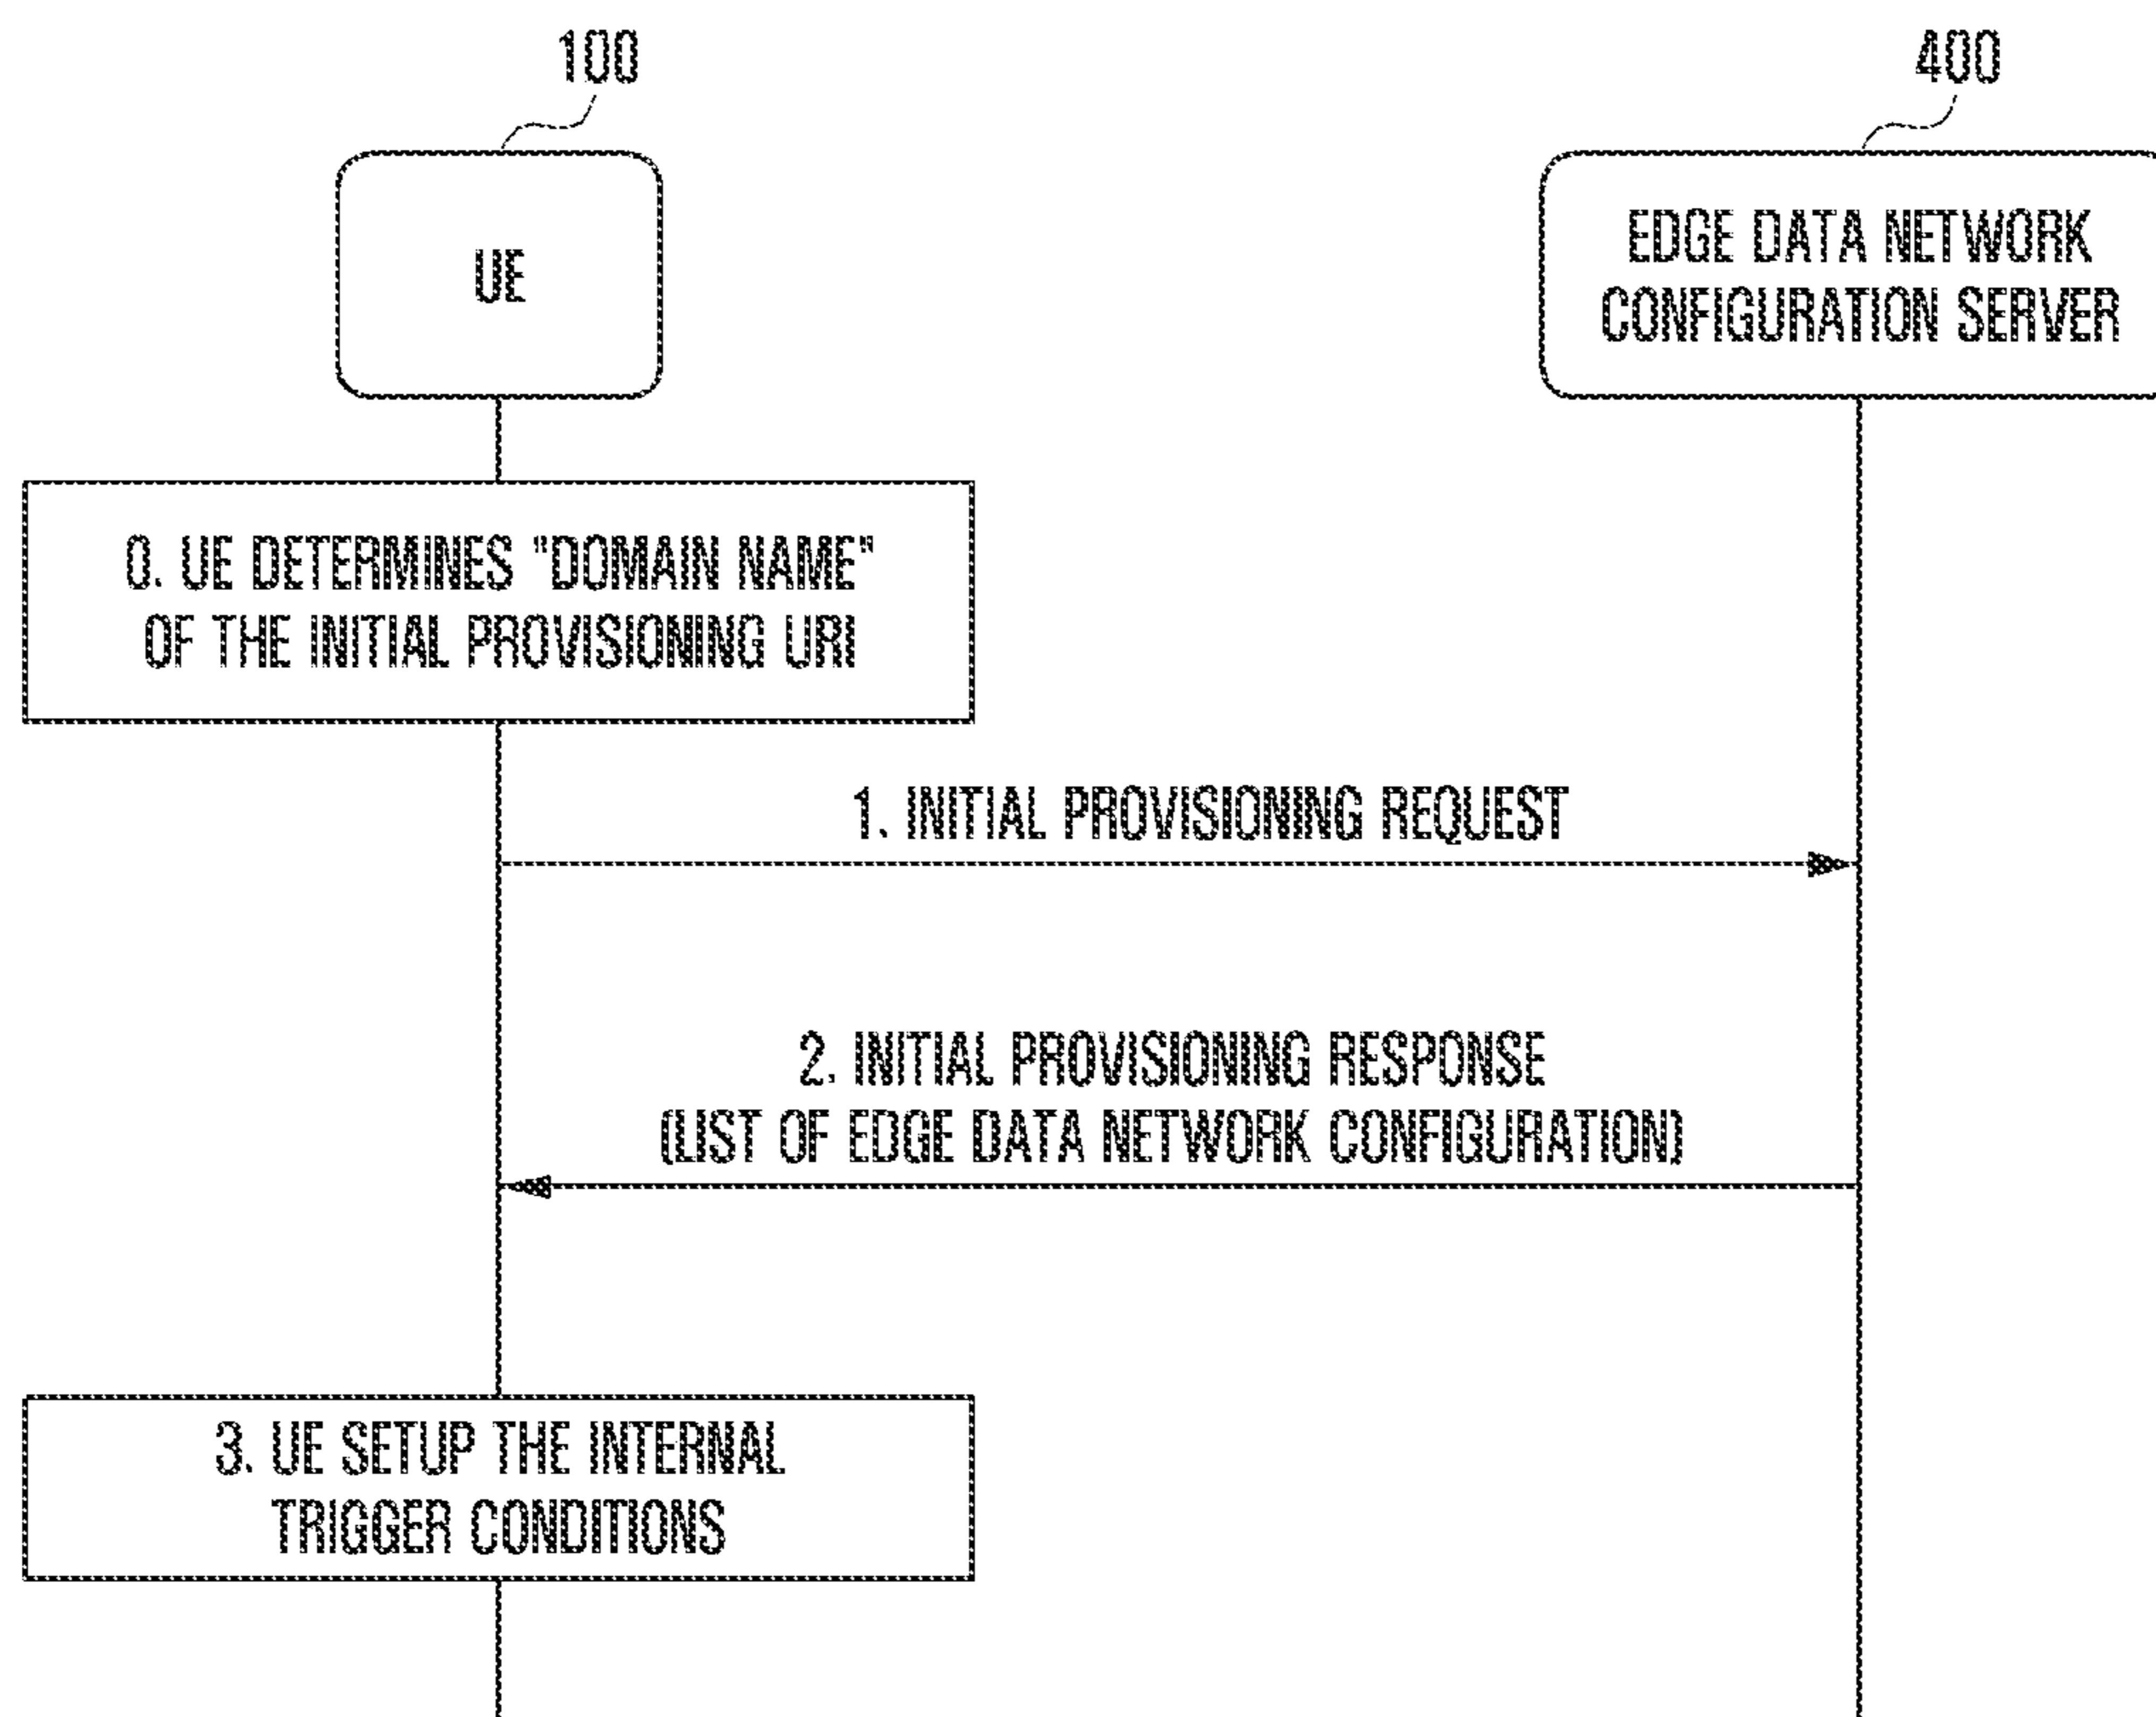 100
400
UE
EDGE DATA NETWORK
CONFIGURATION SERVER
0. UE DETERMINES "DOMAIN NAME"
OF THE INITIAL PROVISIONING URI
1. INITIAL PROVISIONING REQUEST
2. INITIAL PROVISIONING RESPONSE
(LIST OF EDGE DATA NETWORK CONFIGURATION)
3. UE SETUP THE INTERNAL
TRIGGER CONDITIONS